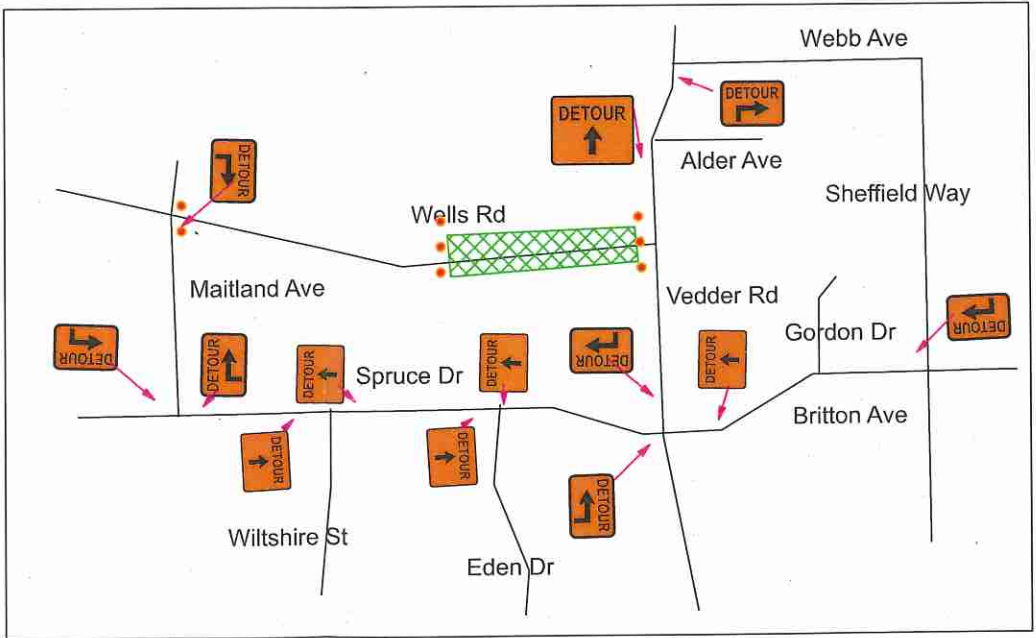 Webb Ave
DETOUR
DETOUR
Alder Ave
DETOUR
Sheffield Way
Wells Rd
Maitland Ave
Vedder Rd
DETOUR
Gordon Dr
DETOUR
DETOUR
DETOUR
Spruce Dr
DETOUR
DETOUR
DETOUR
Britton Ave
DETOUR
DETOUR
DETOUR
Wiltshire St
Eden Dr